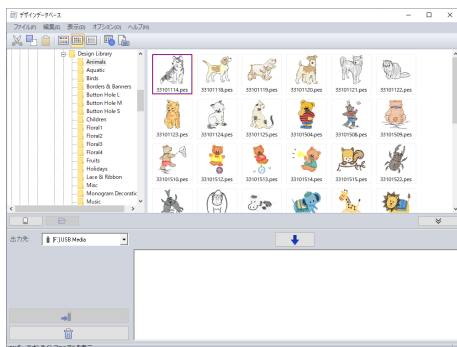 デザインデータベース
ファイル(F) 編集(E) 表示(D) オプション(O) ヘルプ(H)
Design Library
Animals
Aquatic
Birds
Borders & Banners
Button Hole L
Button Hole M
Button Hole S
Children
Floral1
Floral2
Floral3
Floral4
Fruits
Holidays
Lace & Ribbon
Misc
Monogram Decoratic
Music
33101114.pes 33101118.pes 33101119.pes 33101120.pes 33101121.pes 33101122.pes
33101123.pes 33101124.pes 33101125.pes 33101504.pes 33101508.pes 33101509.pes
33101510.pes 33101512.pes 33101513.pes 33101514.pes 33101515.pes 33101522.pes
出力先 (F:)USB Media